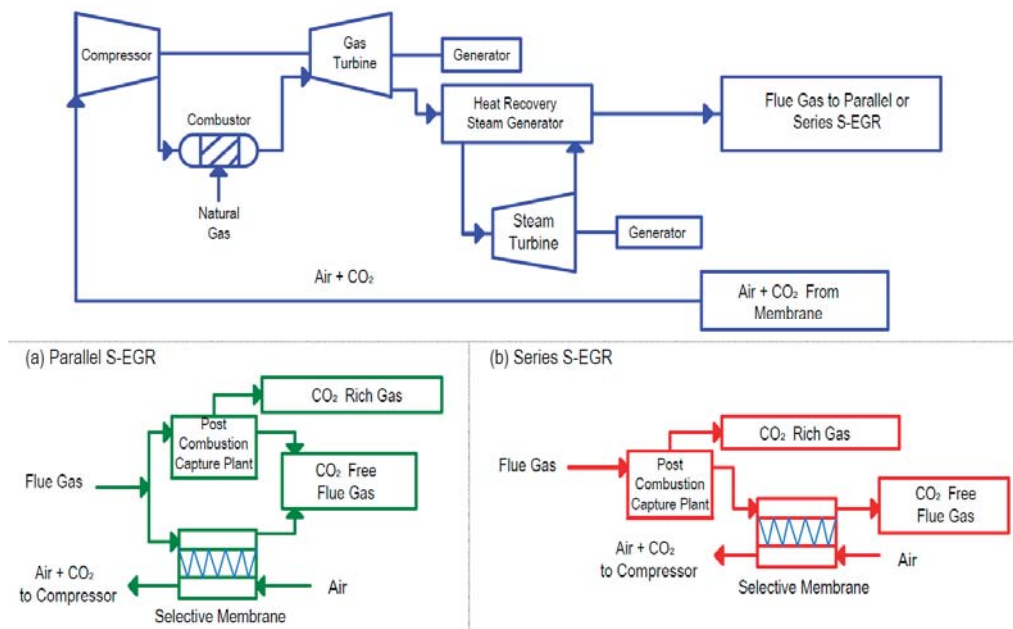 Compressor
Gas
Turbine
Generator
Combustor
Heat Recovery
Steam Generator
Flue Gas to Parallel or
Series S-EGR
Natural
Gas
Steam
Turbine
Generator
Air + CO₂
Air + CO₂ From
Membrane
(a) Parallel S-EGR
CO₂ Rich Gas
Post
Combustion
Capture Plant
Flue Gas
CO₂ Free
Flue Gas
Air + CO₂
to Compressor
Air
Selective Membrane
(b) Series S-EGR
CO₂ Rich Gas
Flue Gas
Post
Combustion
Capture Plant
CO₂ Free
Flue Gas
Air + CO₂
to Compressor
Air
Selective Membrane